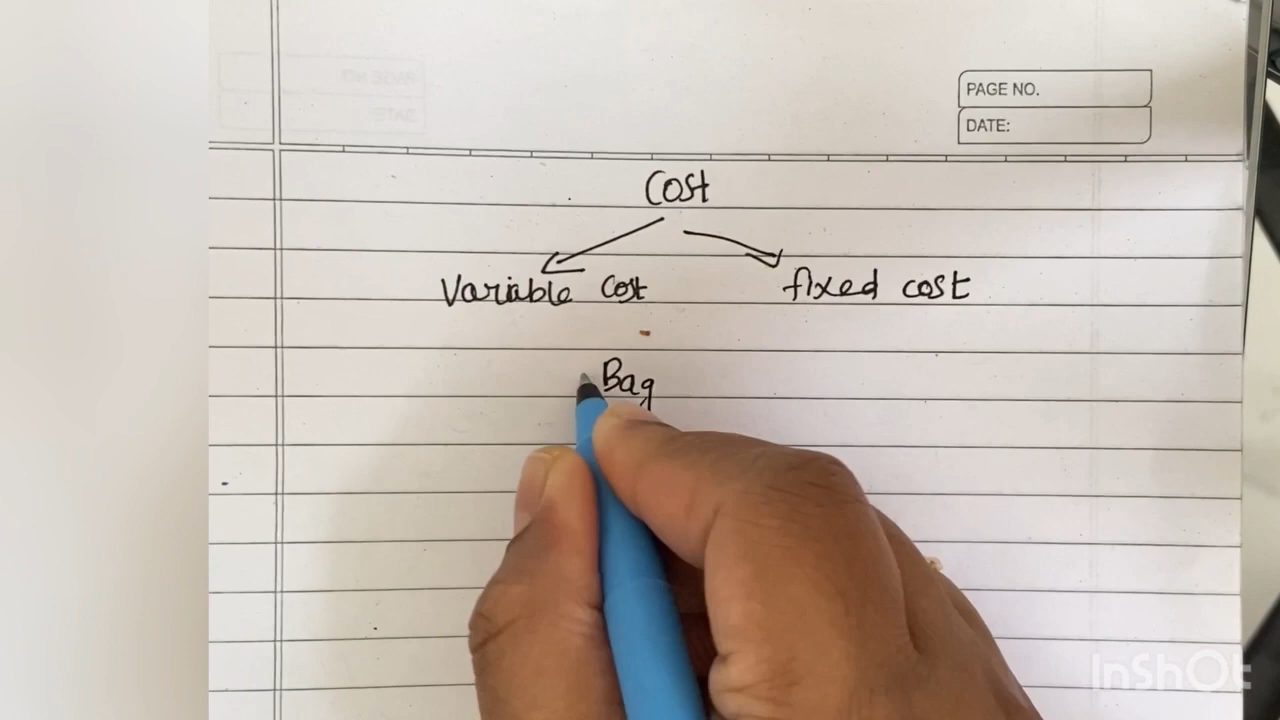 PAGE NO.
DATE:
Cost
Variable Cost fixed cost
Bag
InShOt